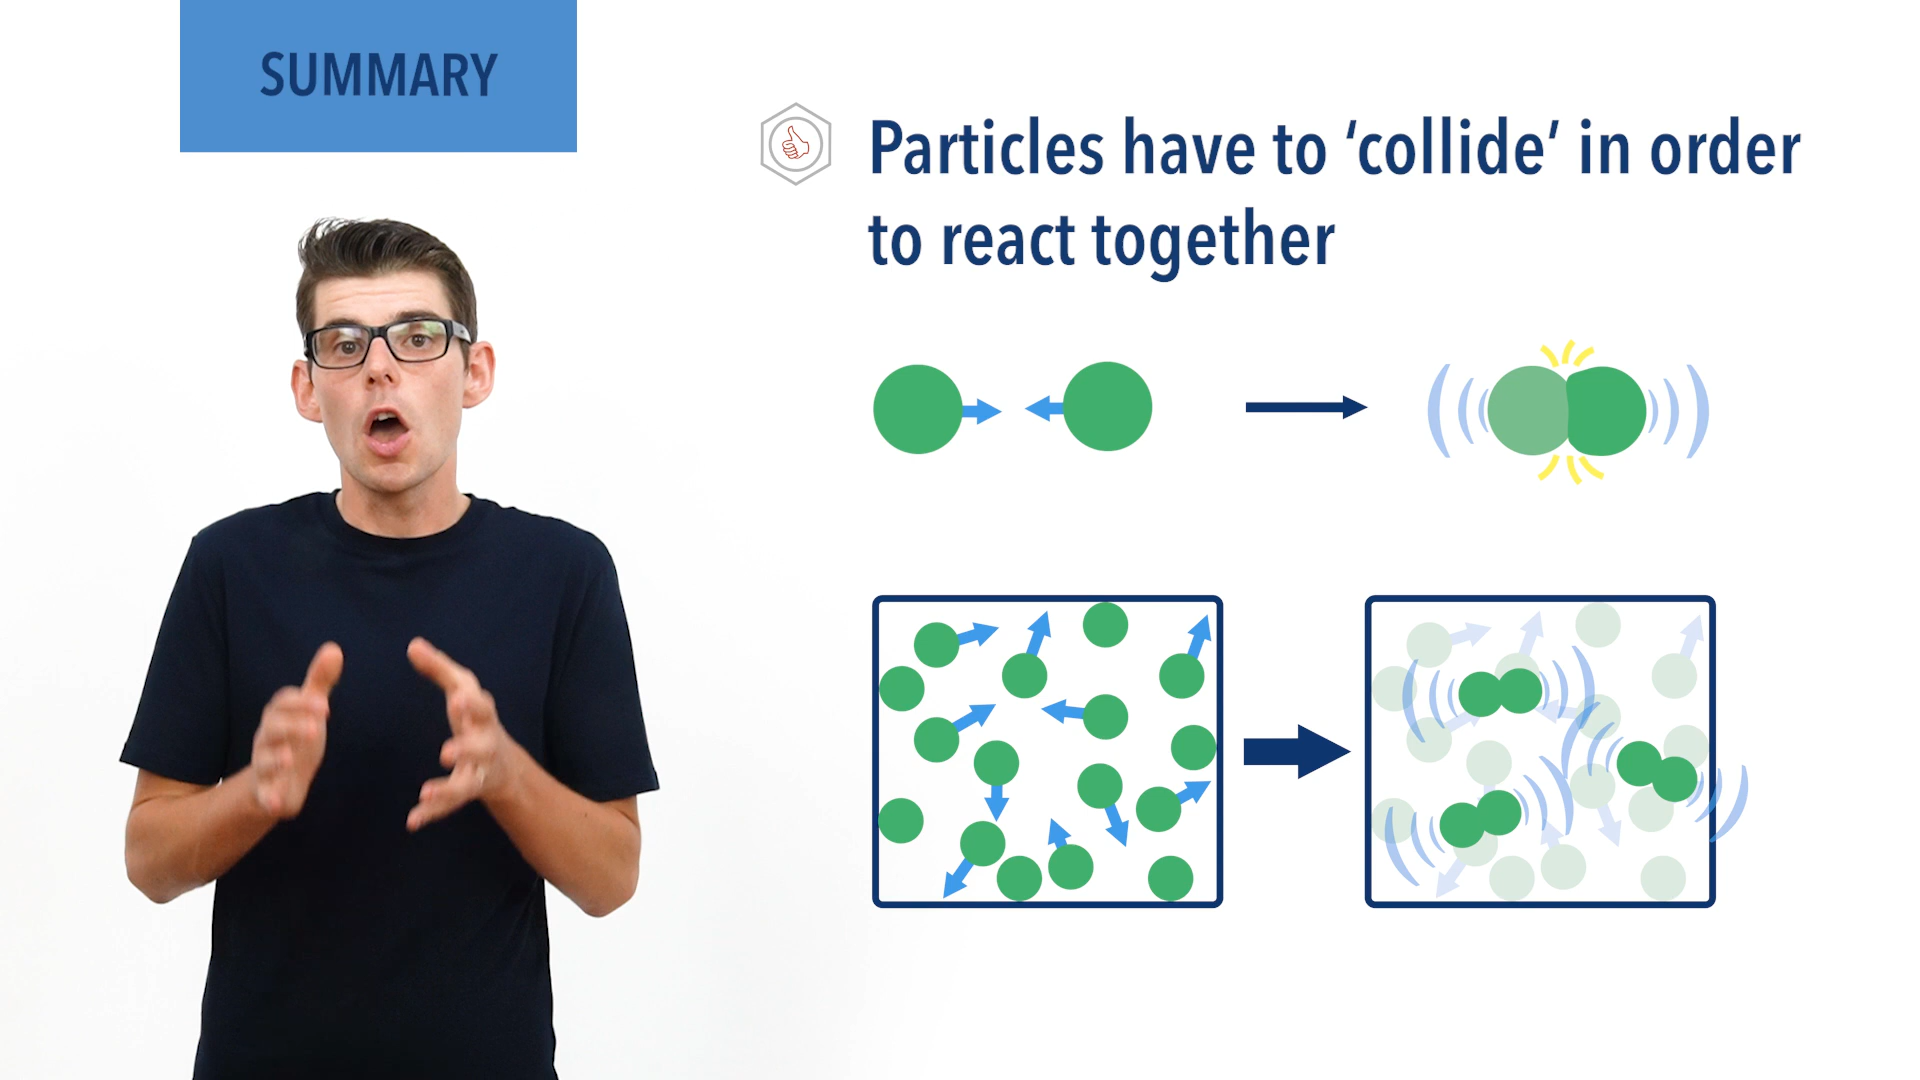 SUMMARY
Particles have to ‘collide’ in order
to react together